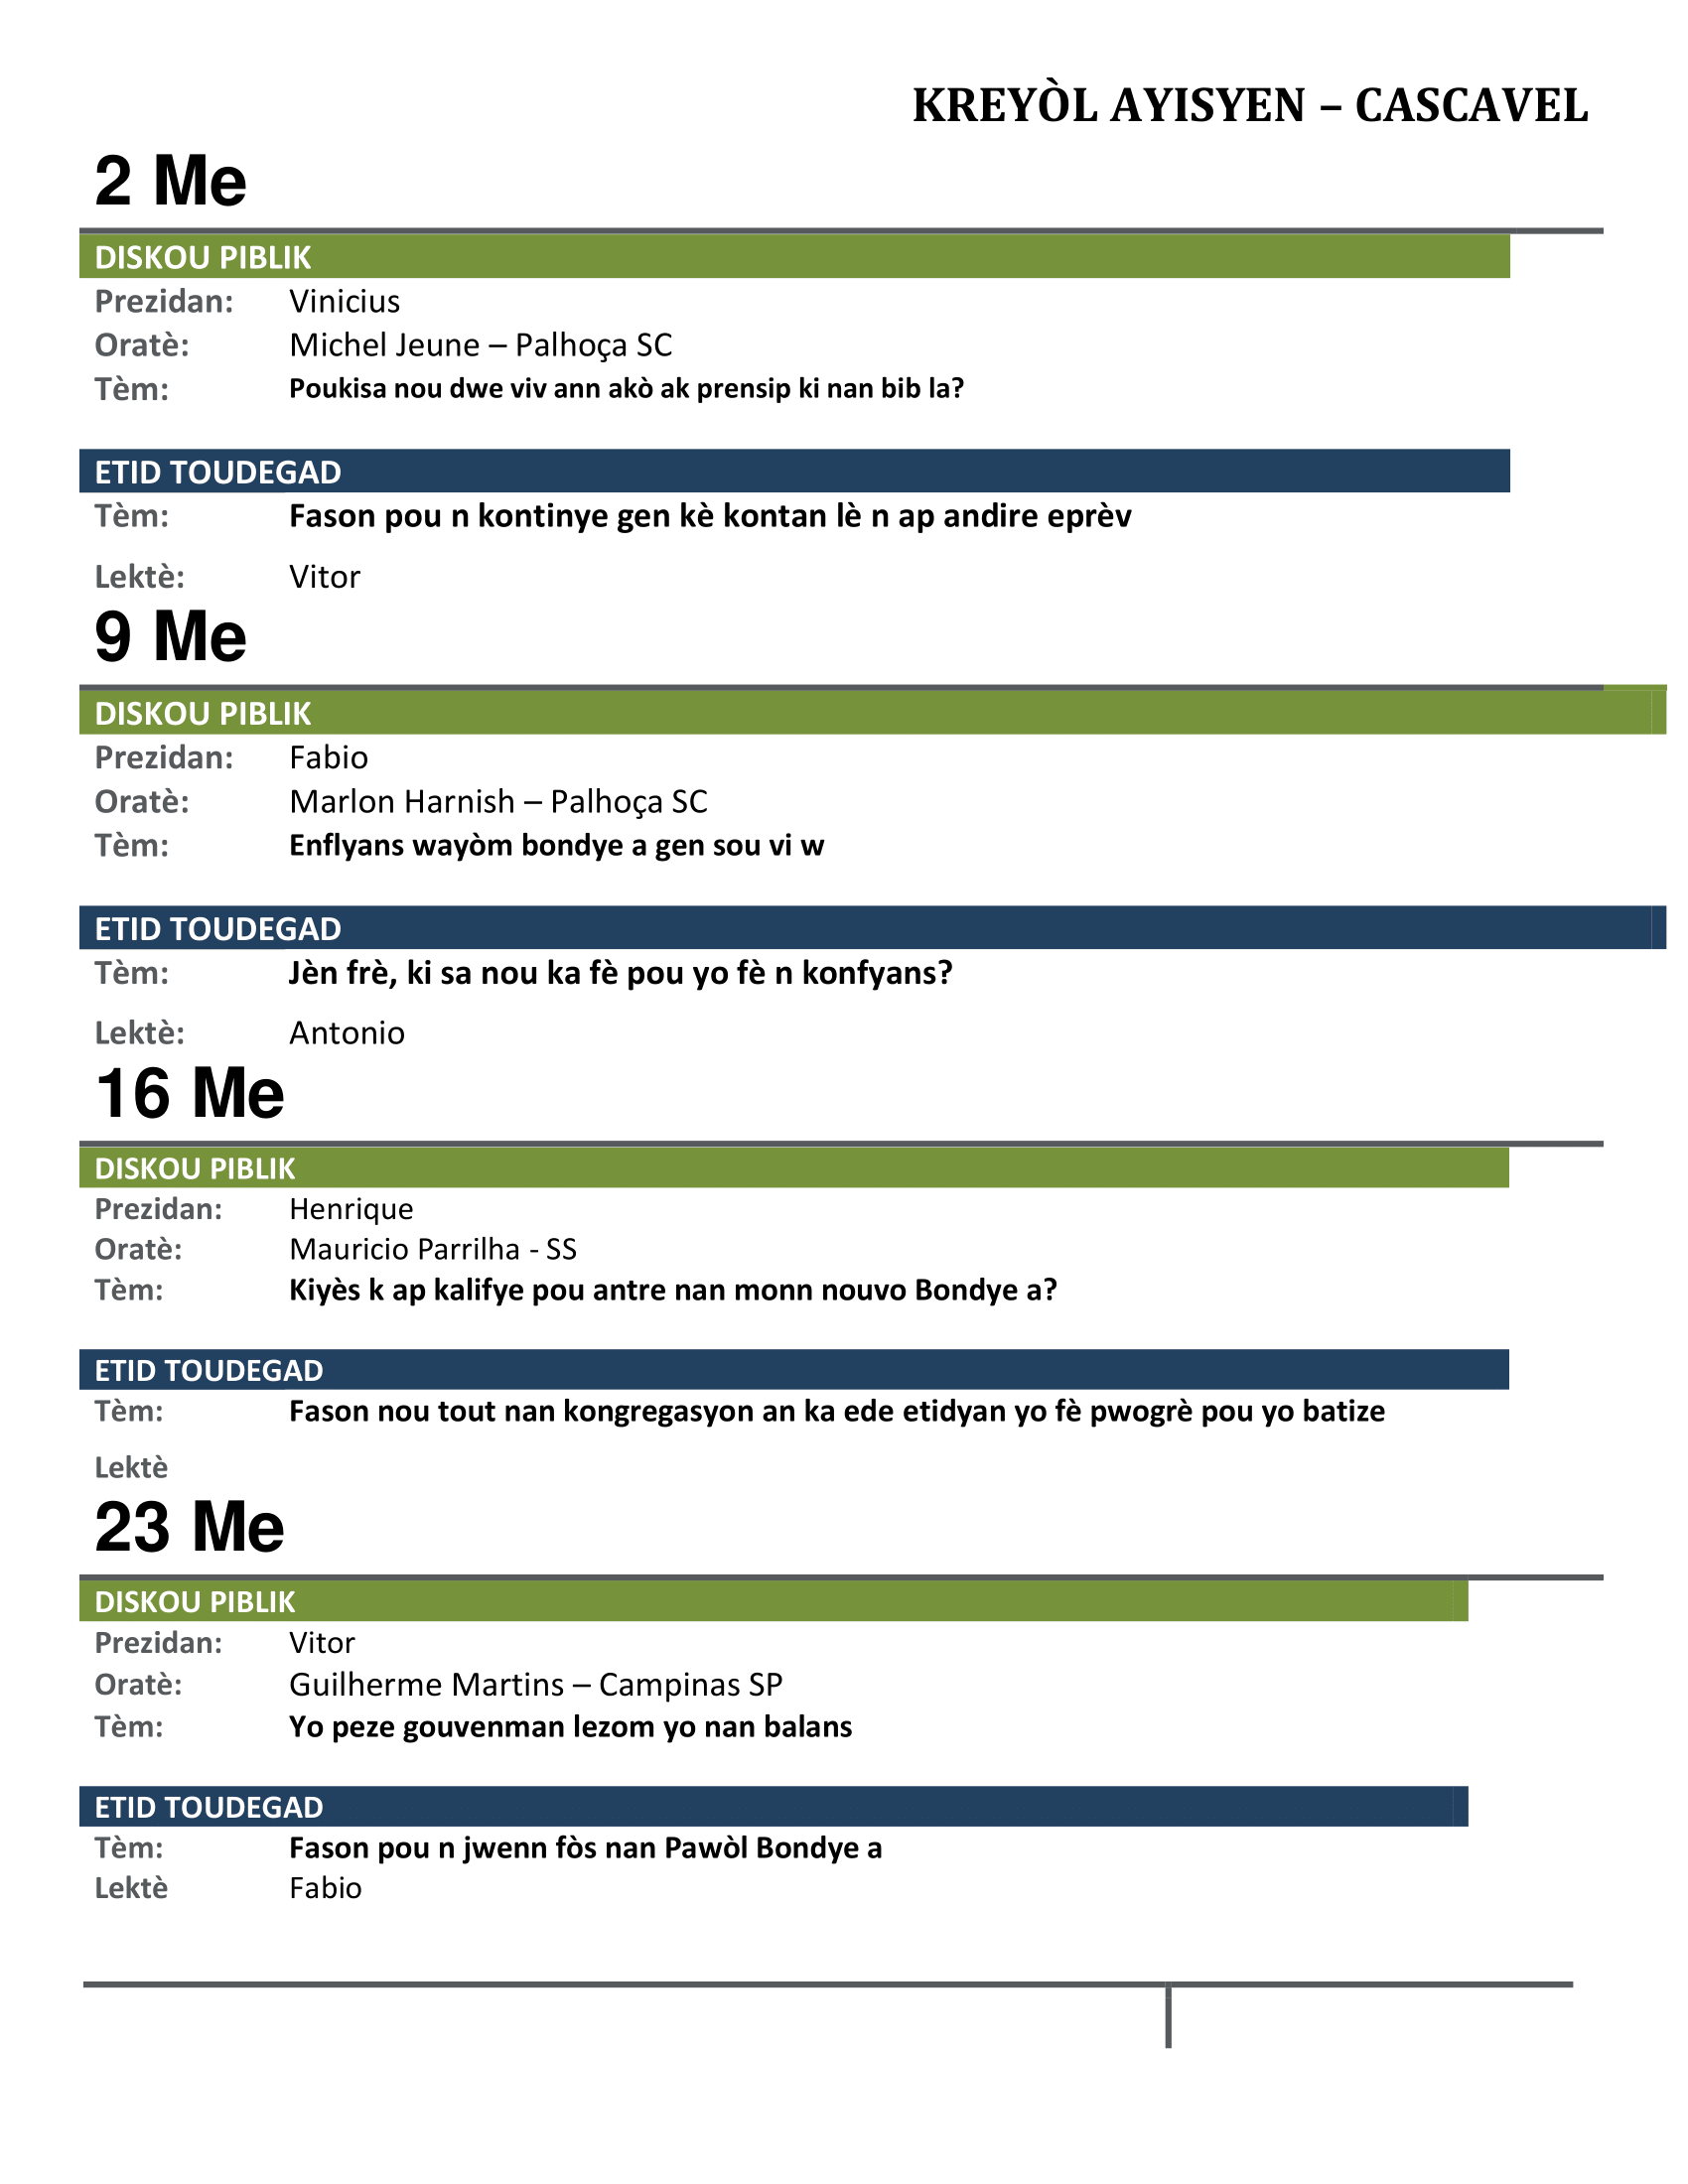 KREYÒL AYISYEN – CASCAVEL
2 Me
DISKOU PIBLIK
Prezidan: Vinicius
Oratè: Michel Jeune – Palhoça SC
Tèm: Poukisa nou dwe viv ann akò ak prensip ki nan bib la?
ETID TOUDEGAD
Tèm: Fason pou n kontinye gen kè kontan lè n ap andire eprèv
Lektè: Vitor
9 Me
DISKOU PIBLIK
Prezidan: Fabio
Oratè: Marlon Harnish – Palhoça SC
Tèm: Enflyans wayòm bondye a gen sou vi w
ETID TOUDEGAD
Tèm: Jèn frè, ki sa nou ka fè pou yo fè n konfyans?
Lektè: Antonio
16 Me
DISKOU PIBLIK
Prezidan: Henrique
Oratè: Mauricio Parrilha - SS
Tèm: Kiyès k ap kalifye pou antre nan monn nouvo Bondye a?
ETID TOUDEGAD
Tèm: Fason nou tout nan kongregasyon an ka ede etidyan yo fè pwogrè pou yo batize
Lektè
23 Me
DISKOU PIBLIK
Prezidan: Vitor
Oratè: Guilherme Martins – Campinas SP
Tèm: Yo peze gouvenman lezom yo nan balans
ETID TOUDEGAD
Tèm: Fason pou n jwenn fòs nan Pawòl Bondye a
Lektè Fabio